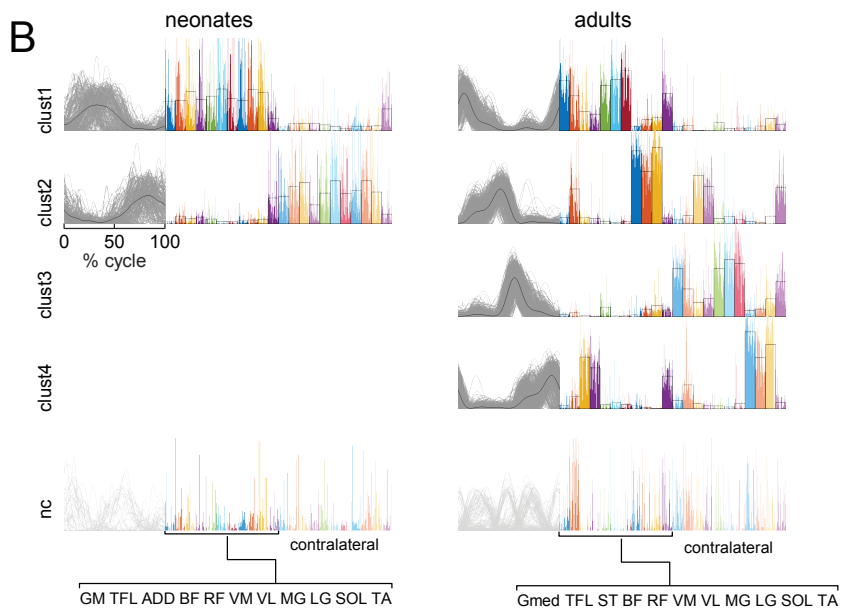 B
neonates
adults
clust1
clust2
0 50 100
% cycle
clust3
clust4
nc
contralateral
contralateral
GM TFL ADD BF RF VM VL MG LG SOL TA
Gmed TFL ST BF RF VM VL MG LG SOL TA